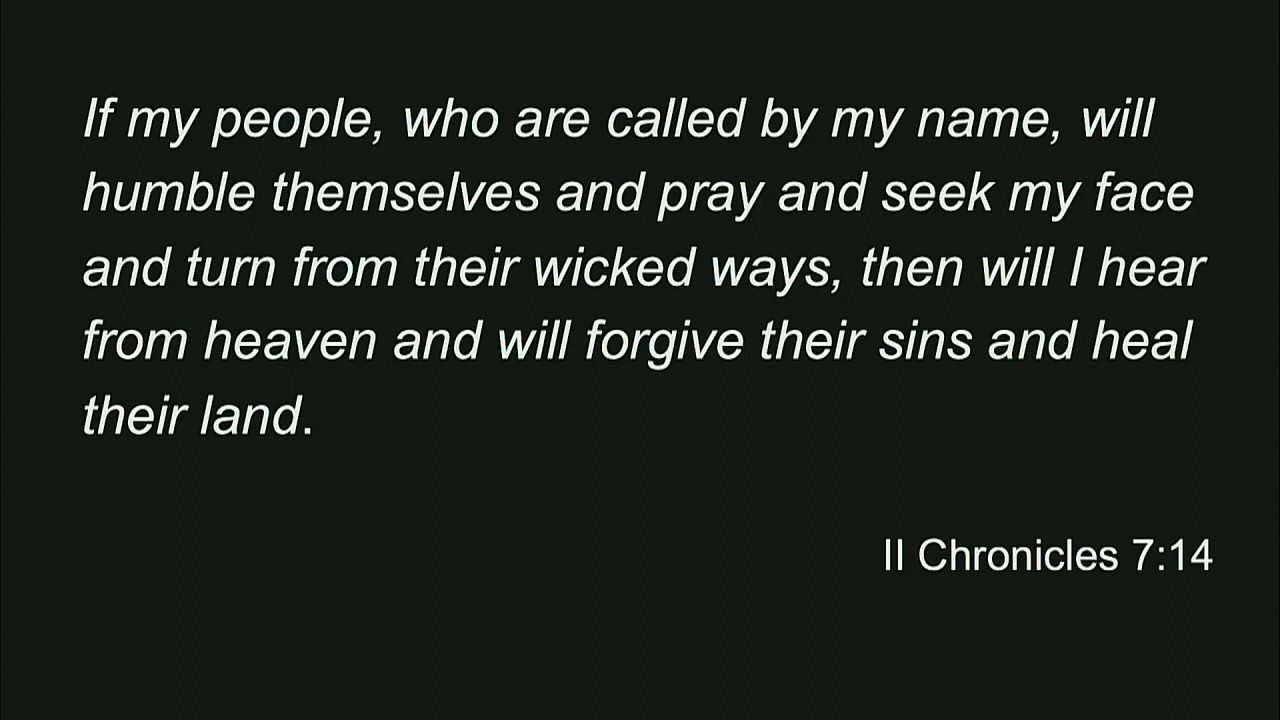 If my people, who are called by my name, will
humble themselves and pray and seek my face
and turn from their wicked ways, then will I hear
from heaven and will forgive their sins and heal
their land.
II Chronicles 7:14